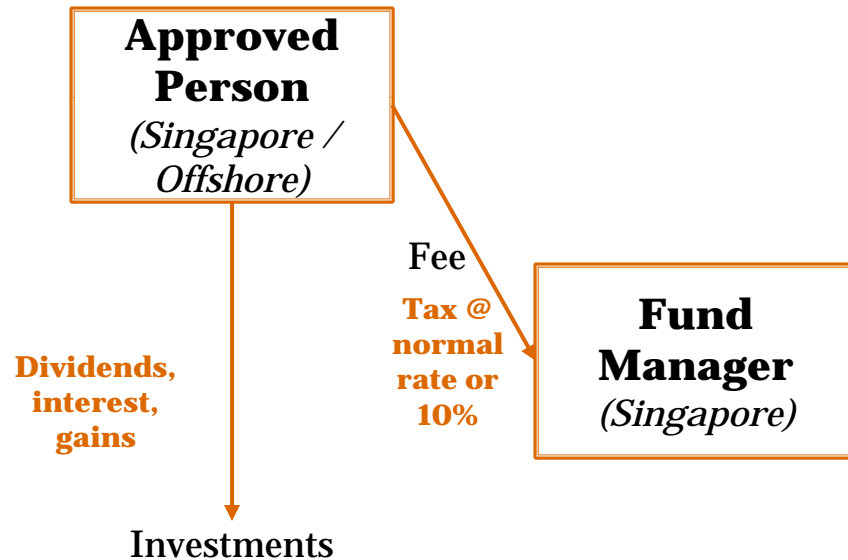 Approved
Person
(Singapore /
Offshore)
Fee
Tax @
normal
rate or
10%
Fund
Manager
(Singapore)
Dividends,
interest,
gains
Investments